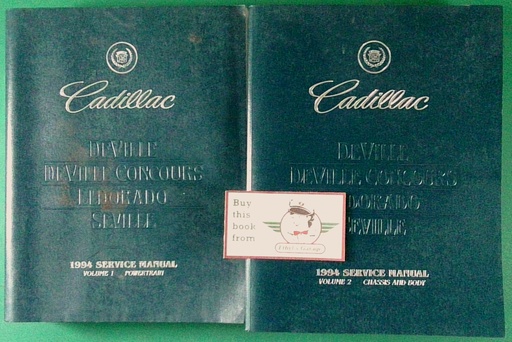 Cadillac
DEVILLE
DEVILLE CONCOURS
ELDORADO
SEVILLE
1994 SERVICE MANUAL
VOLUME 1 POWERTRAIN
Cadillac
DEVILLE
DEVILLE CONCOURS
DORADO
SEVILLE
1994 SERVICE MANUAL
VOLUME 2 CHASSIS AND BODY
Buy
this
book
from